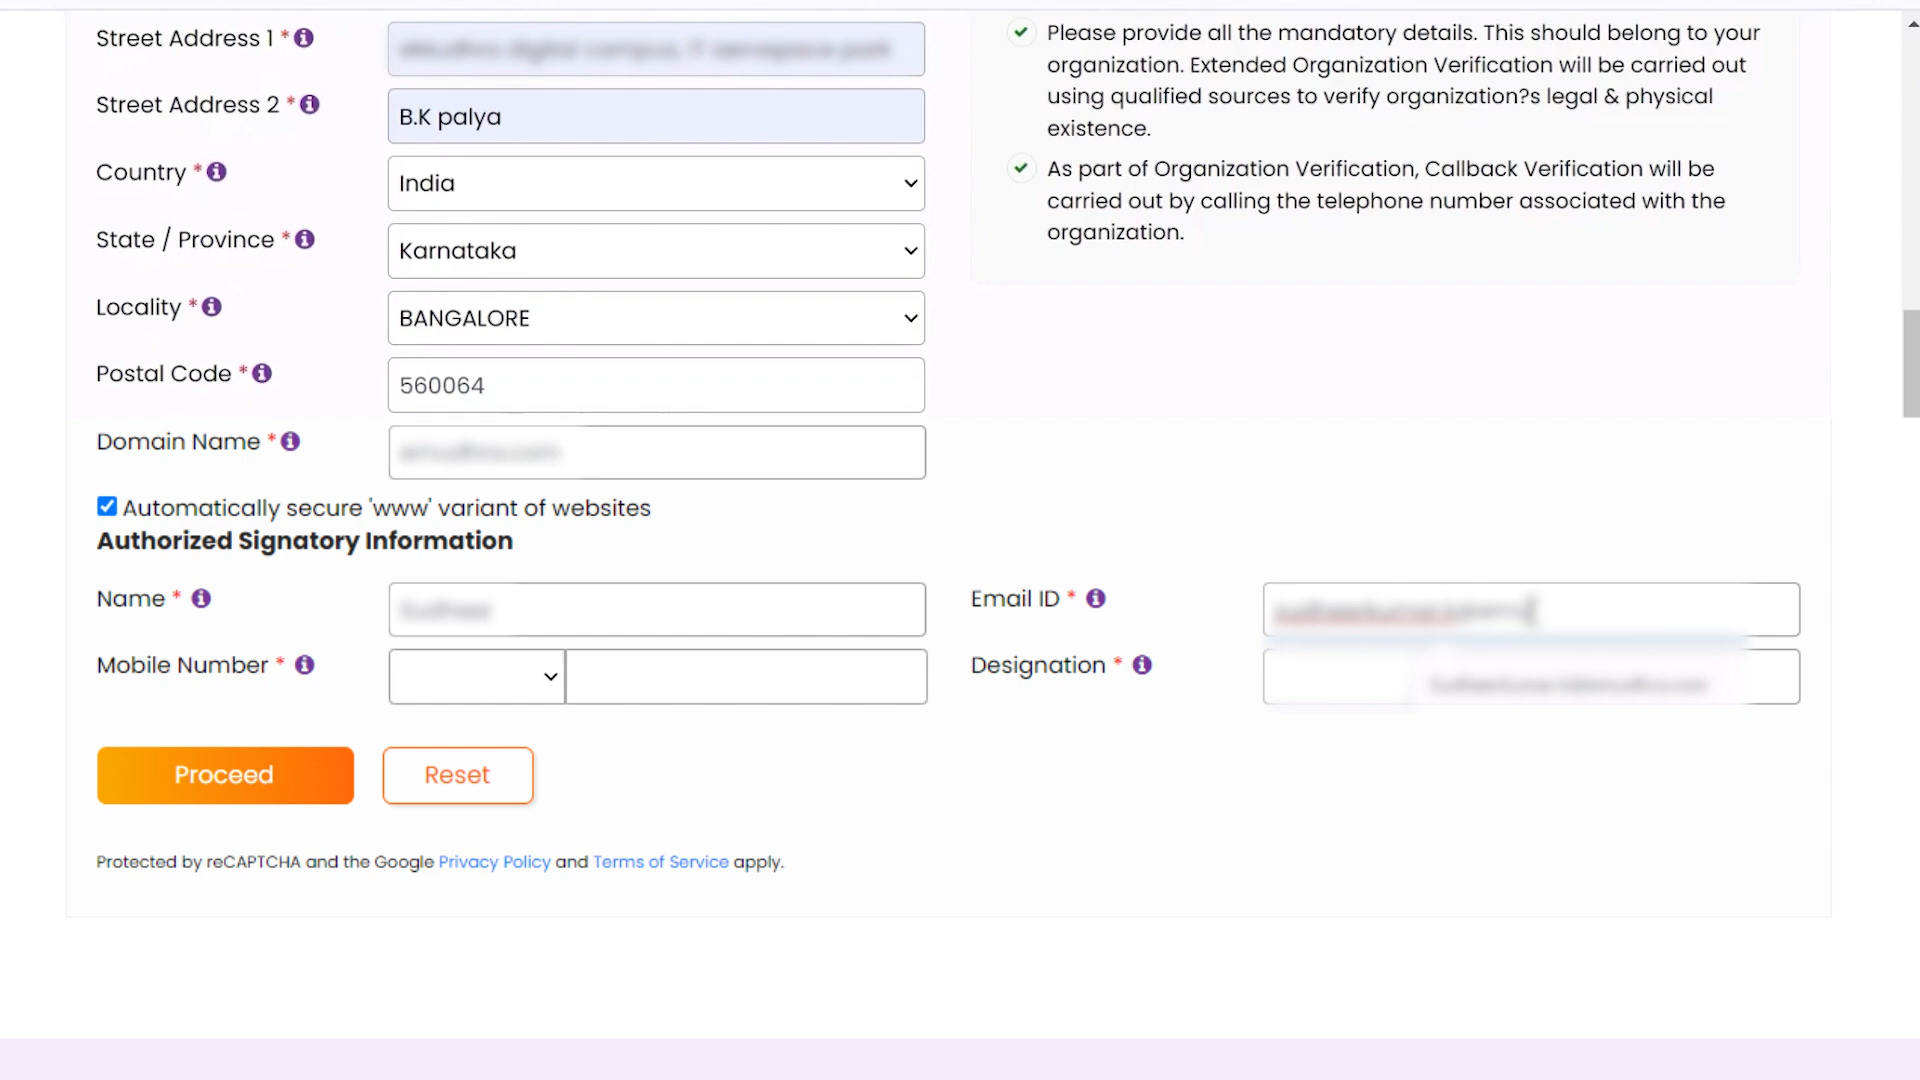 Street Address 1 *
Please provide all the mandatory details. This should belong to your
organization. Extended Organization Verification will be carried out
using qualified sources to verify organization?s legal & physical
existence.
Street Address 2 *
B.K palya
Country *
India
As part of Organization Verification, Callback Verification will be
carried out by calling the telephone number associated with the
organization.
State / Province *
Karnataka
Locality *
BANGALORE
Postal Code *
560064
Domain Name *
Automatically secure 'www' variant of websites
Authorized Signatory Information
Name *
Email ID *
Mobile Number *
Designation *
Proceed
Reset
Protected by reCAPTCHA and the Google Privacy Policy and Terms of Service apply.